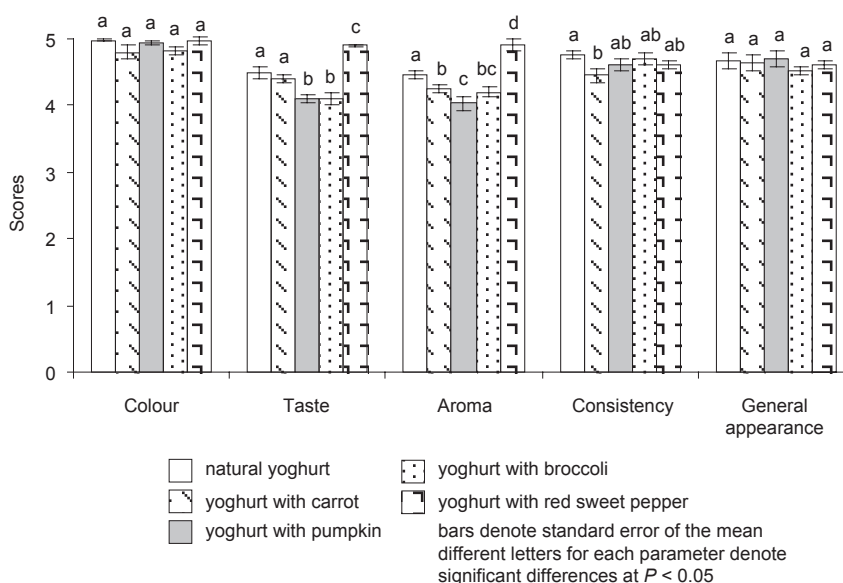 a a a a a
a a b b c
a b c bc d
a b ab ab ab
a a a a a
5
4
3
2
1
0
Scores
Colour Taste Aroma Consistency General appearance
natural yoghurt
yoghurt with carrot
yoghurt with pumpkin
yoghurt with broccoli
yoghurt with red sweet pepper
bars denote standard error of the mean
different letters for each parameter denote
significant differences at P < 0.05